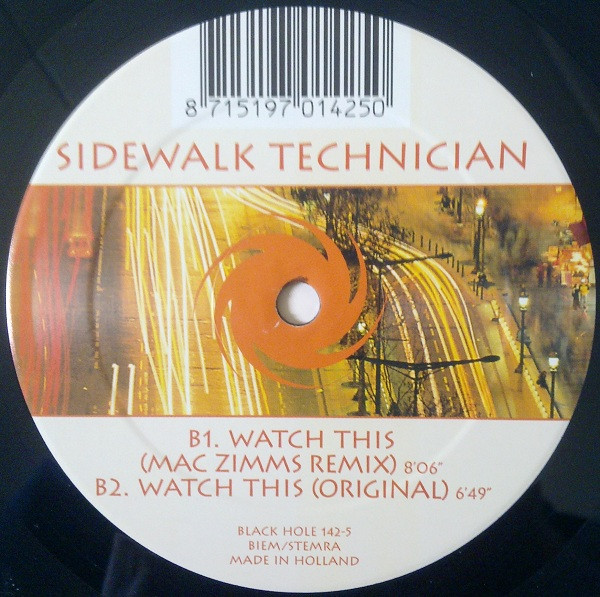 8 715197 014250
SIDEWALK TECHNICIAN
B1. WATCH THIS
(MAC ZIMMS REMIX) 8'06"
B2. WATCH THIS (ORIGINAL) 6'49"
BLACK HOLE 142-5
BIEM/STEMRA
MADE IN HOLLAND